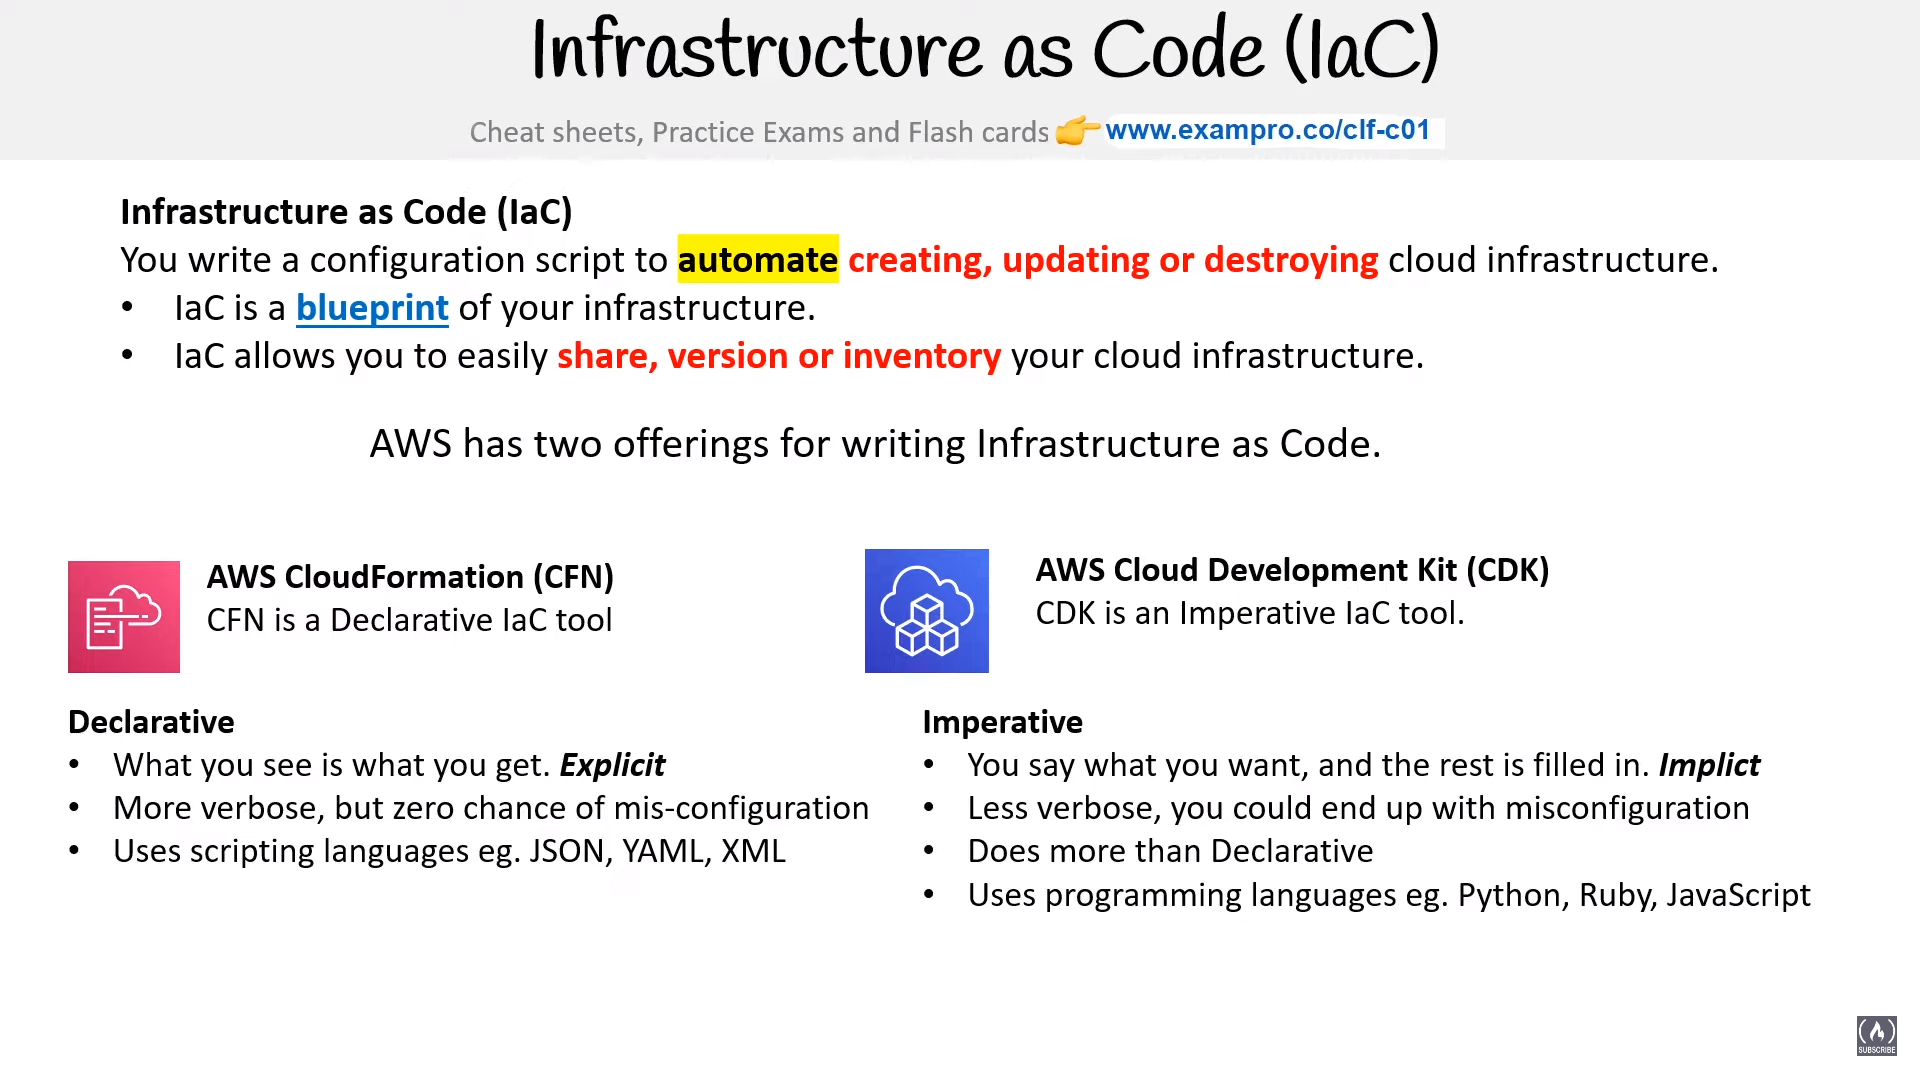 Infrastructure as Code (IaC)
Cheat sheets, Practice Exams and Flash cards 👉 www.exampro.co/clf-c01
Infrastructure as Code (IaC)
You write a configuration script to automate creating, updating or destroying cloud infrastructure.
• IaC is a blueprint of your infrastructure.
• IaC allows you to easily share, version or inventory your cloud infrastructure.
AWS has two offerings for writing Infrastructure as Code.
AWS CloudFormation (CFN)
CFN is a Declarative IaC tool
Declarative
• What you see is what you get. Explicit
• More verbose, but zero chance of mis-configuration
• Uses scripting languages eg. JSON, YAML, XML
AWS Cloud Development Kit (CDK)
CDK is an Imperative IaC tool.
Imperative
• You say what you want, and the rest is filled in. Implict
• Less verbose, you could end up with misconfiguration
• Does more than Declarative
• Uses programming languages eg. Python, Ruby, JavaScript
SUBSCRIBE